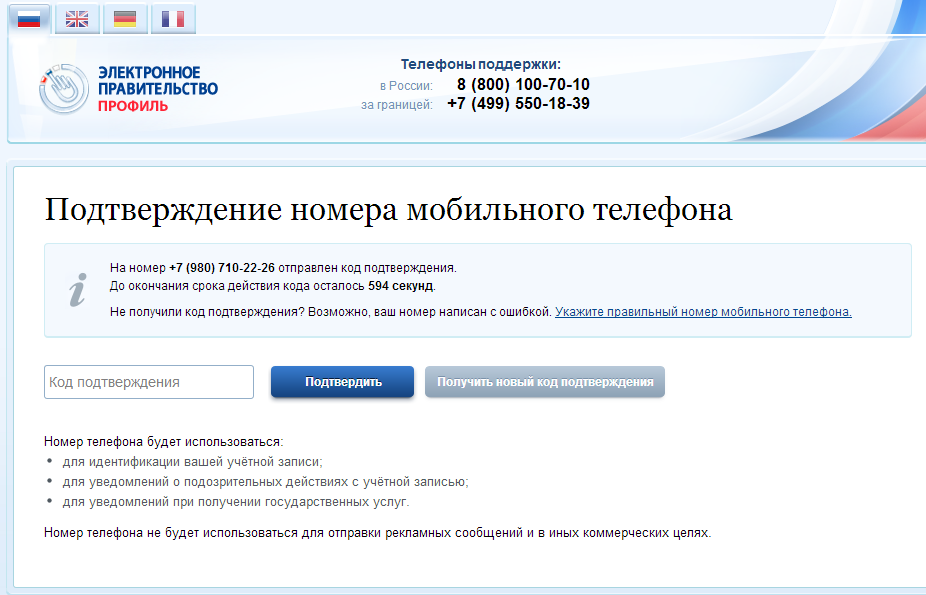 ЭЛЕКТРОННОЕ
ПРАВИТЕЛЬСТВО
ПРОФИЛЬ
Телефоны поддержки:
в России: 8 (800) 100-70-10
за границей: +7 (499) 550-18-39
Подтверждение номера мобильного телефона
На номер +7 (980) 710-22-26 отправлен код подтверждения.
До окончания срока действия кода осталось 594 секунд.
Не получили код подтверждения? Возможно, ваш номер написан с ошибкой. Укажите правильный номер мобильного телефона.
Код подтверждения
Подтвердить
Получить новый код подтверждения
Номер телефона будет использоваться:
• для идентификации вашей учётной записи;
• для уведомлений о подозрительных действиях с учётной записью;
• для уведомлений при получении государственных услуг.
Номер телефона не будет использоваться для отправки рекламных сообщений и в иных коммерческих целях.